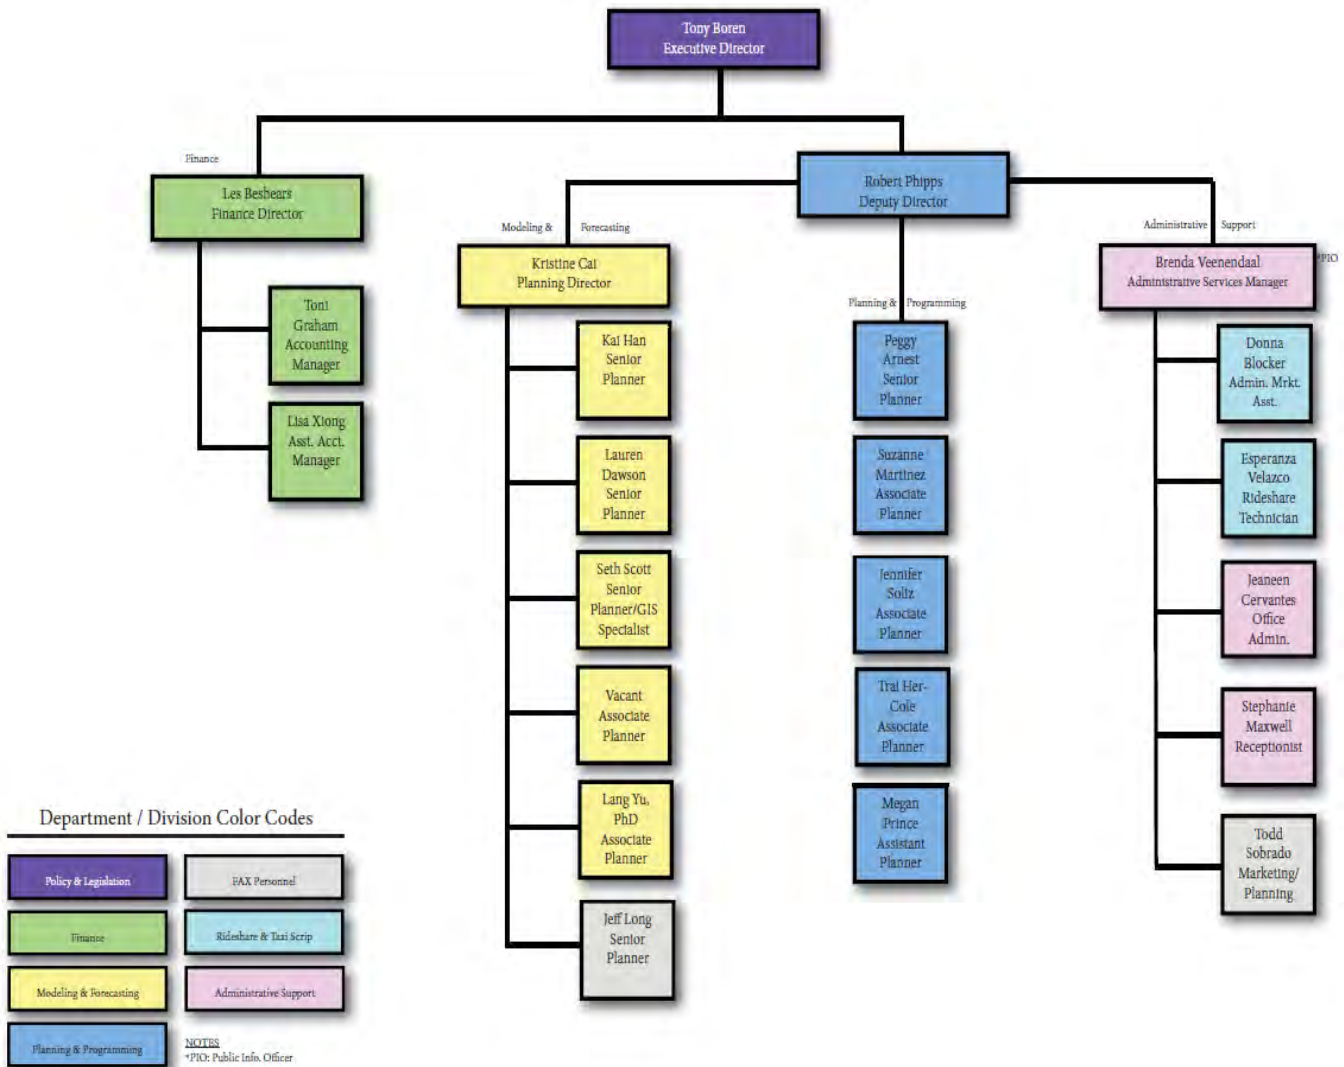 Tony Boren
Executive Director
Finance
Les Beshears
Finance Director
Robert Phipps
Deputy Director
Modeling & Forecasting
Administrative Support
Kristine Cai
Planning Director
Brenda Veenendaal
Administrative Services Manager
*PIO
Planning & Programming
Toni
Graham
Accounting
Manager
Lisa Xiong
Asst. Acct.
Manager
Kai Han
Senior
Planner
Lauren
Dawson
Senior
Planner
Seth Scott
Senior
Planner/GIS
Specialist
Vacant
Associate
Planner
Lang Yu,
PhD
Associate
Planner
Jeff Long
Senior
Planner
Peggy
Arnest
Senior
Planner
Suzanne
Martinez
Associate
Planner
Jennifer
Soliz
Associate
Planner
Trai Her-
Cole
Associate
Planner
Megan
Prince
Assistant
Planner
Donna
Blocker
Admin. Mrkt.
Asst.
Esperanza
Velazco
Rideshare
Technician
Jeaneen
Cervantes
Office
Admin.
Stephanie
Maxwell
Receptionist
Todd
Sobrado
Marketing/
Planning
Department / Division Color Codes
Policy & Legislation
FAX Personnel
Finance
Rideshare & Taxi Scrip
Modeling & Forecasting
Administrative Support
Planning & Programming
NOTES
*PIO: Public Info. Officer